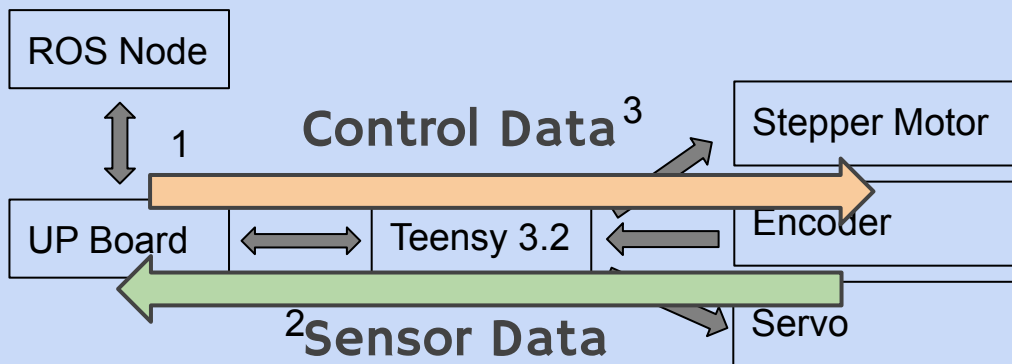 ROS Node
1
Control Data
3
Stepper Motor
UP Board
Teensy 3.2
Encoder
2
Sensor Data
Servo